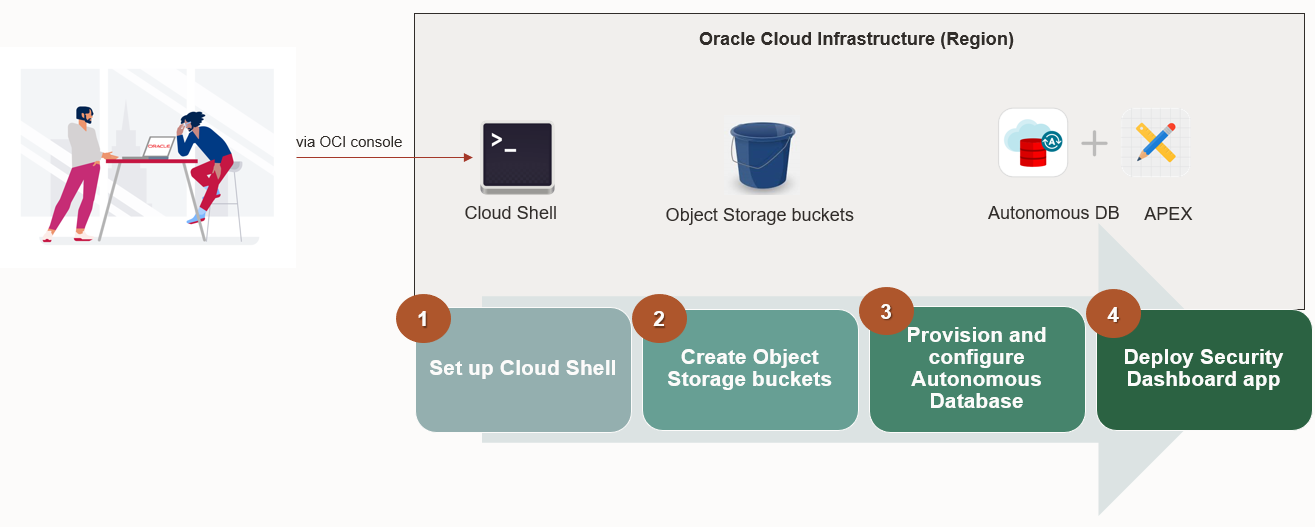 Oracle Cloud Infrastructure (Region)
ORACLE
via OCI console
>_
Cloud Shell
Object Storage buckets
A
Autonomous DB
APEX
1
Set up Cloud Shell
2
Create Object
Storage buckets
3
Provision and
configure
Autonomous
Database
4
Deploy Security
Dashboard app